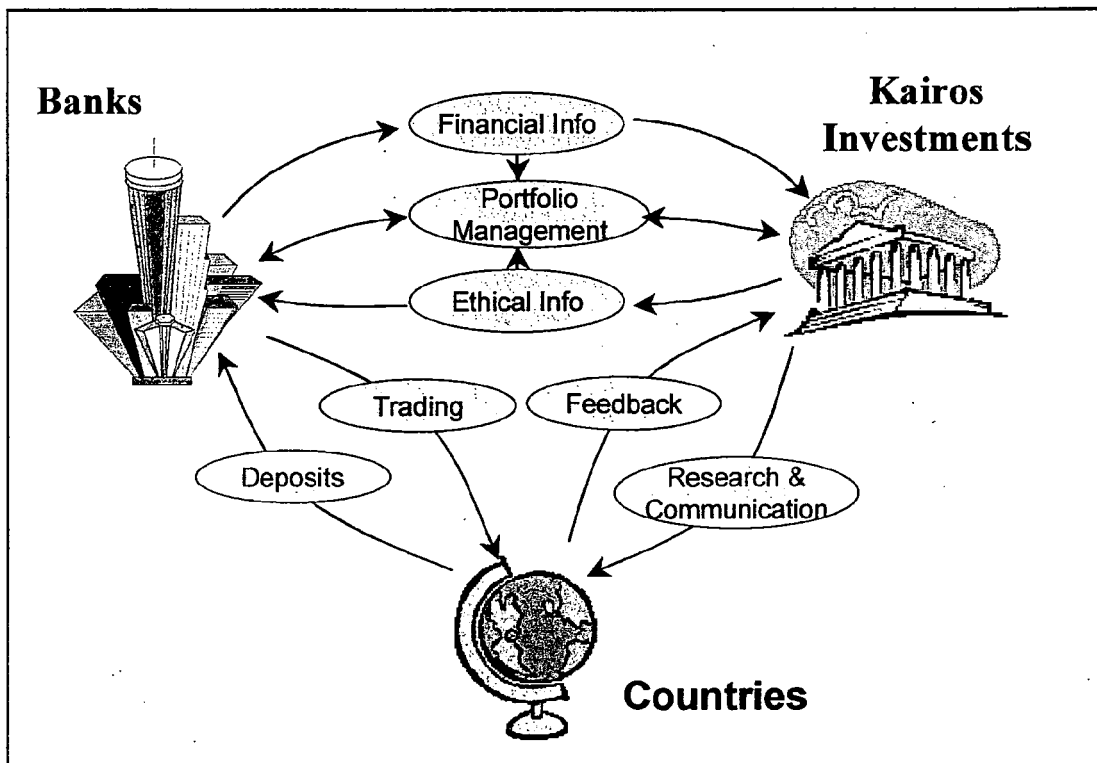 Banks
Kairos
Investments
Financial Info
Portfolio
Management
Ethical Info
Trading
Feedback
Deposits
Research &
Communication
Countries